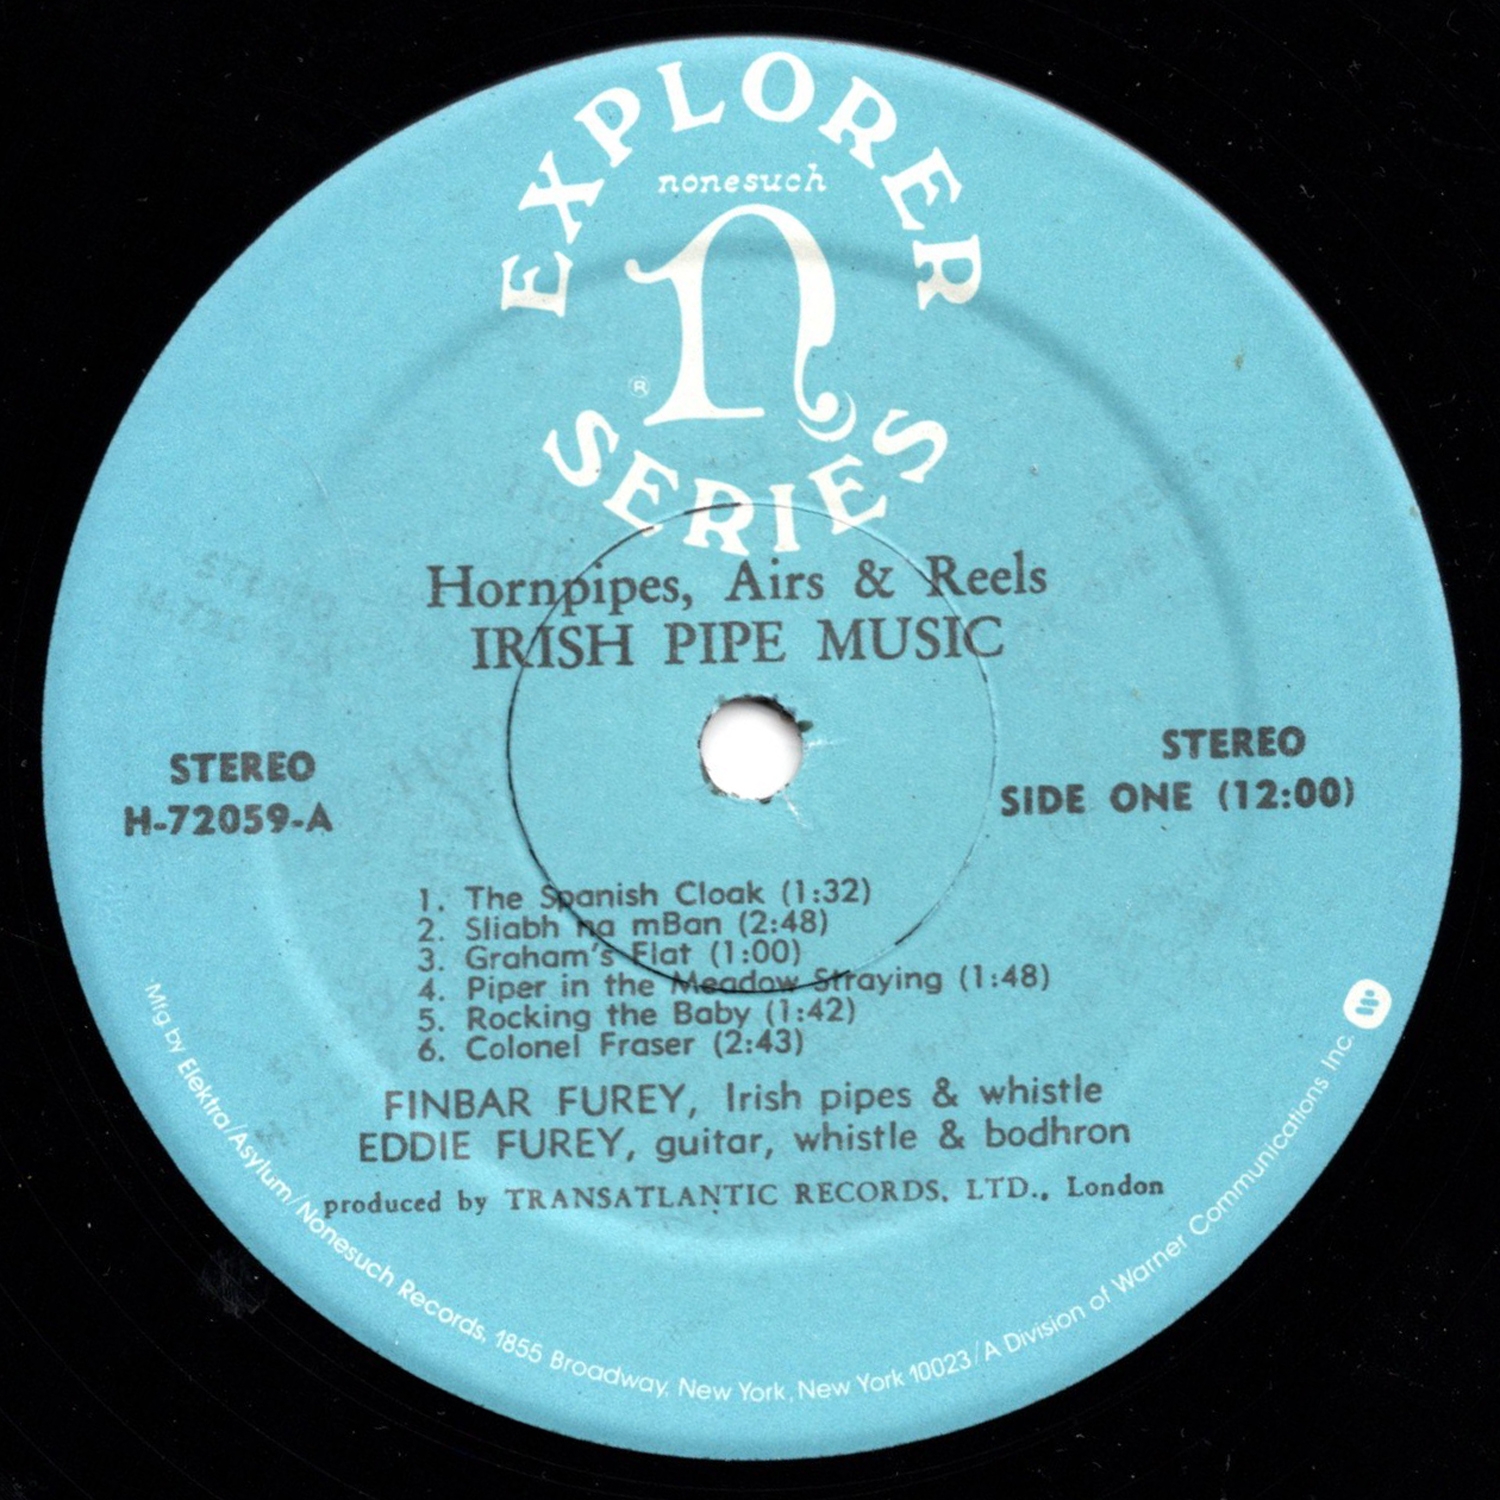 EXPLORER
nonesuch
n
®
SERIES
Hornpipes, Airs & Reels
IRISH PIPE MUSIC
STEREO
H-72059-A
STEREO
SIDE ONE (12:00)
1. The Spanish Cloak (1:32)
2. Sliabh na mBan (2:48)
3. Graham's Flat (1:00)
4. Piper in the Meadow Straying (1:48)
5. Rocking the Baby (1:42)
6. Colonel Fraser (2:43)
FINBAR FUREY, Irish pipes & whistle
EDDIE FUREY, guitar, whistle & bodhron
produced by TRANSATLANTIC RECORDS, LTD., London
Mfg. by Elektra/Asylum/Nonesuch Records, 1855 Broadway, New York, New York 10023/A Division of Warner Communications Inc.